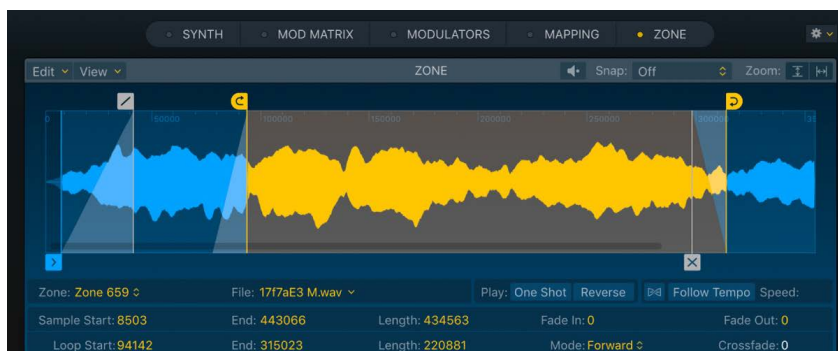 SYNTH MOD MATRIX MODULATORS MAPPING ZONE
Edit View ZONE Snap: Off Zoom:
0 50000 100000 150000 200000 250000 300000
Zone: Zone 659 File: 17f7aE3 M.wav Play: One Shot Reverse Follow Tempo Speed:
Sample Start: 8503 End: 443066 Length: 434563 Fade In: 0 Fade Out: 0
Loop Start: 94142 End: 315023 Length: 220881 Mode: Forward Crossfade: 0